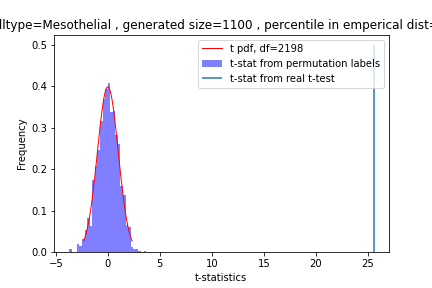 lltype=Mesothelial , generated size=1100 , percentile in emperical dist=
0.5
0.4
0.3
0.2
0.1
0.0
Frequency
t pdf, df=2198
t-stat from permutation labels
t-stat from real t-test
-5 0 5 10 15 20 25
t-statistics